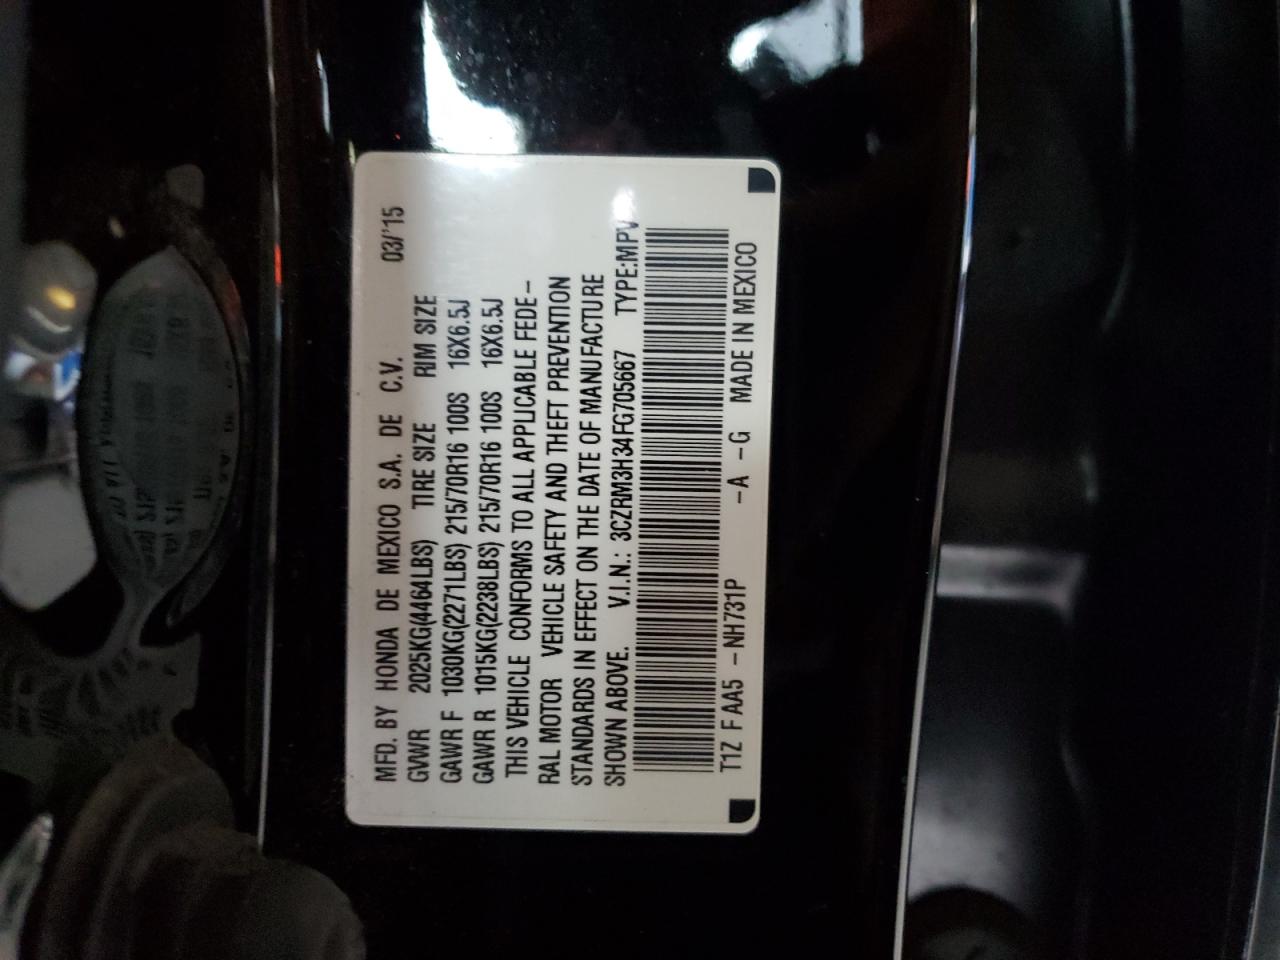 MFD. BY HONDA DE MEXICO S.A. DE C.V. 03/'15
GVWR 2025KG(4464LBS) TIRE SIZE RIM SIZE
GAWR F 1030KG(2271LBS) 215/70R16 100S 16X6.5J
GAWR R 1015KG(2238LBS) 215/70R16 100S 16X6.5J
THIS VEHICLE CONFORMS TO ALL APPLICABLE FEDE-
RAL MOTOR VEHICLE SAFETY AND THEFT PREVENTION
STANDARDS IN EFFECT ON THE DATE OF MANUFACTURE
SHOWN ABOVE. V.I.N.: 3CZRM3H34FG705667 TYPE:MPV
T1Z F AA5 -NH731P -A -G MADE IN MEXICO